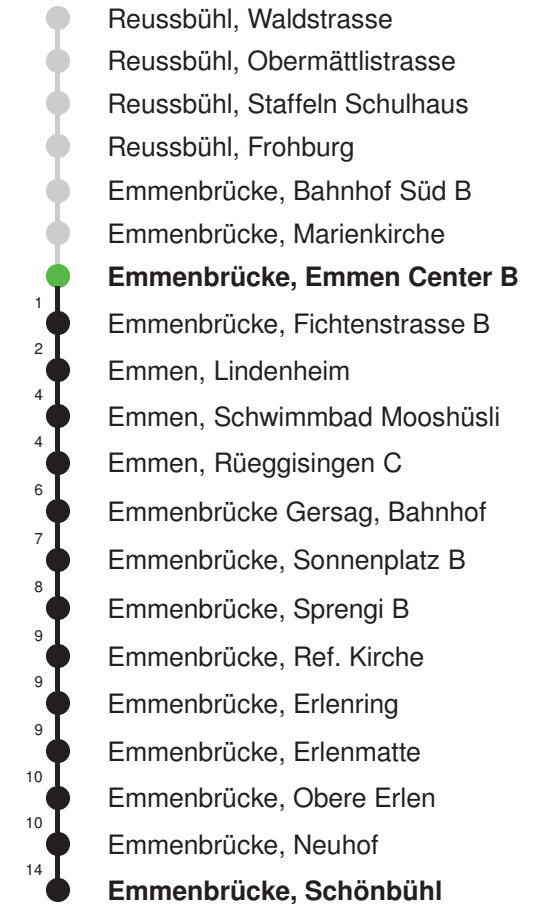 Reussbühl, Waldstrasse
Reussbühl, Obermättlistrasse
Reussbühl, Staffeln Schulhaus
Reussbühl, Frohburg
Emmenbrücke, Bahnhof Süd B
Emmenbrücke, Marienkirche
Emmenbrücke, Emmen Center B
1 Emmenbrücke, Fichtenstrasse B
2 Emmen, Lindenheim
4 Emmen, Schwimmbad Mooshüsli
4 Emmen, Rüeggisingen C
6 Emmenbrücke Gersag, Bahnhof
7 Emmenbrücke, Sonnenplatz B
8 Emmenbrücke, Sprengi B
9 Emmenbrücke, Ref. Kirche
9 Emmenbrücke, Erlenring
9 Emmenbrücke, Erlenmatte
10 Emmenbrücke, Obere Erlen
10 Emmenbrücke, Neuhof
14 Emmenbrücke, Schönbühl